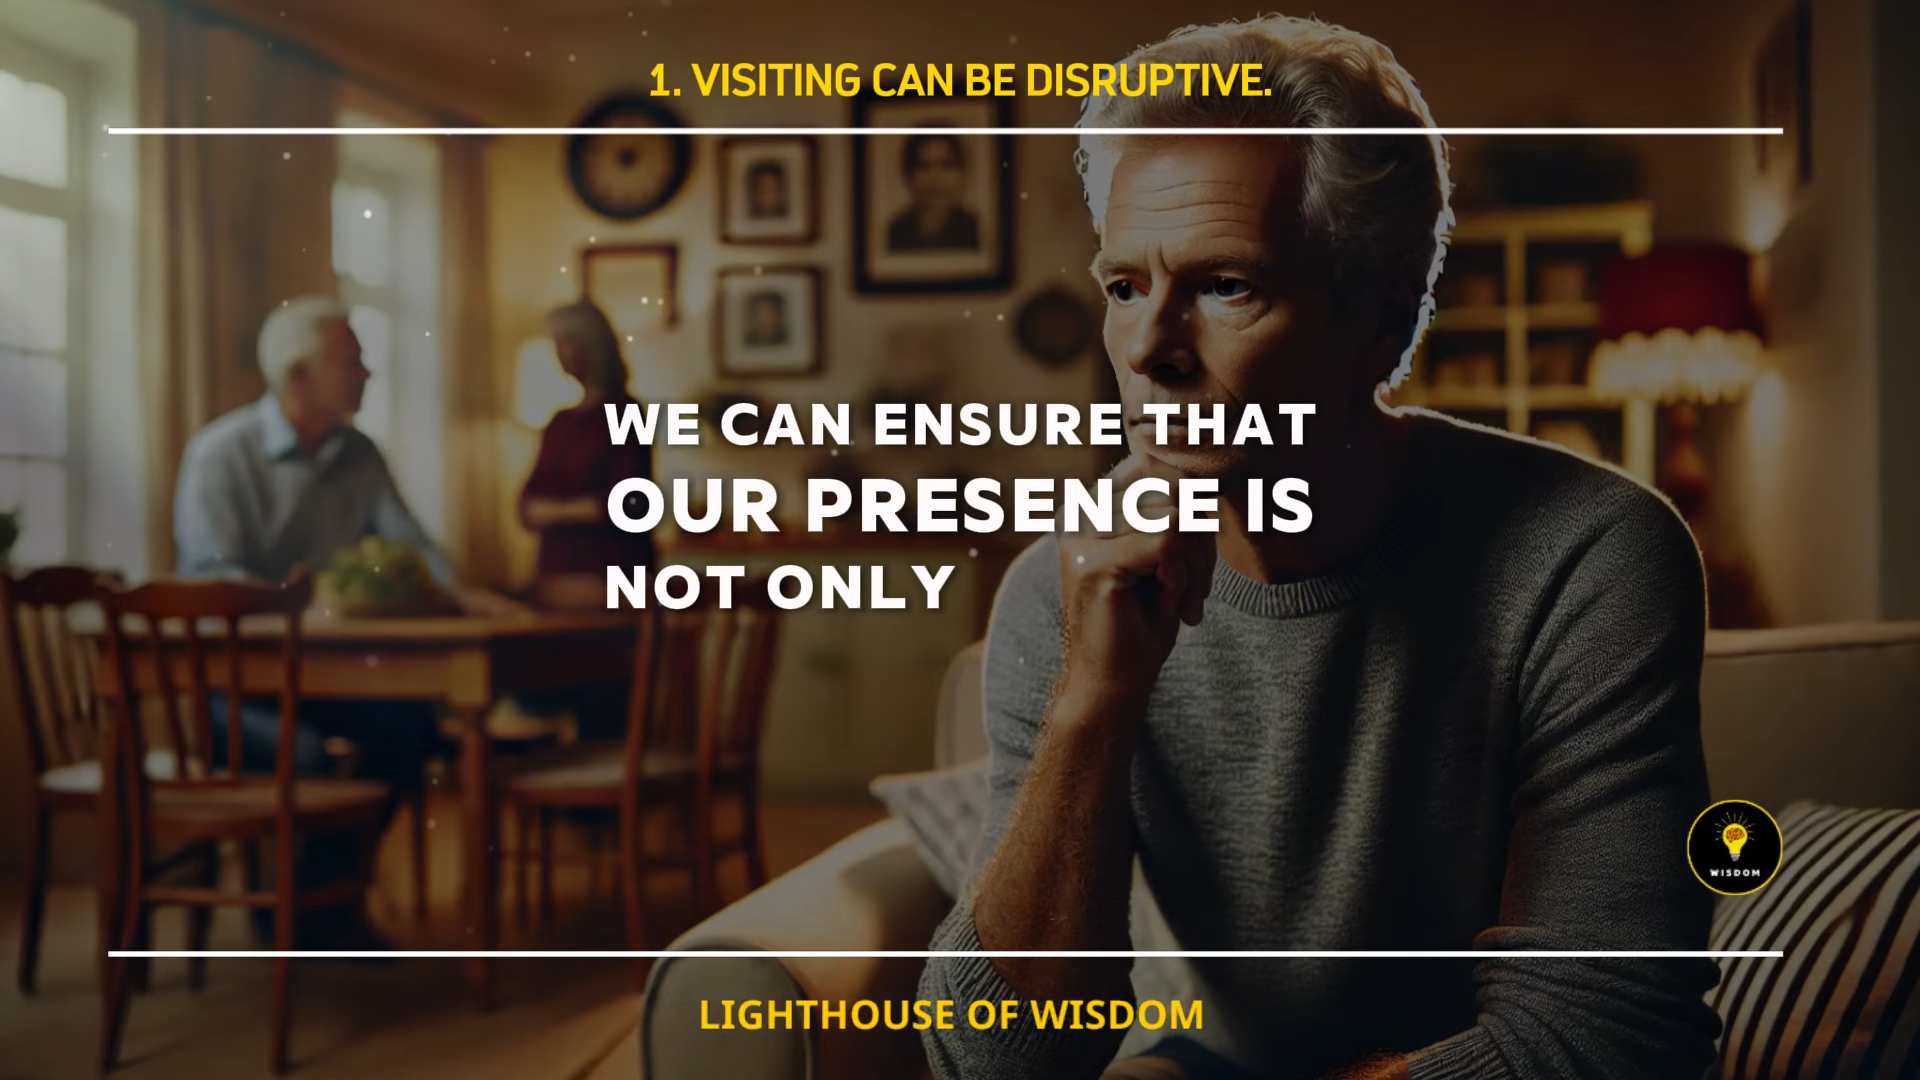 1. VISITING CAN BE DISRUPTIVE.
WE CAN ENSURE THAT
OUR PRESENCE IS
NOT ONLY
WISDOM
LIGHTHOUSE OF WISDOM